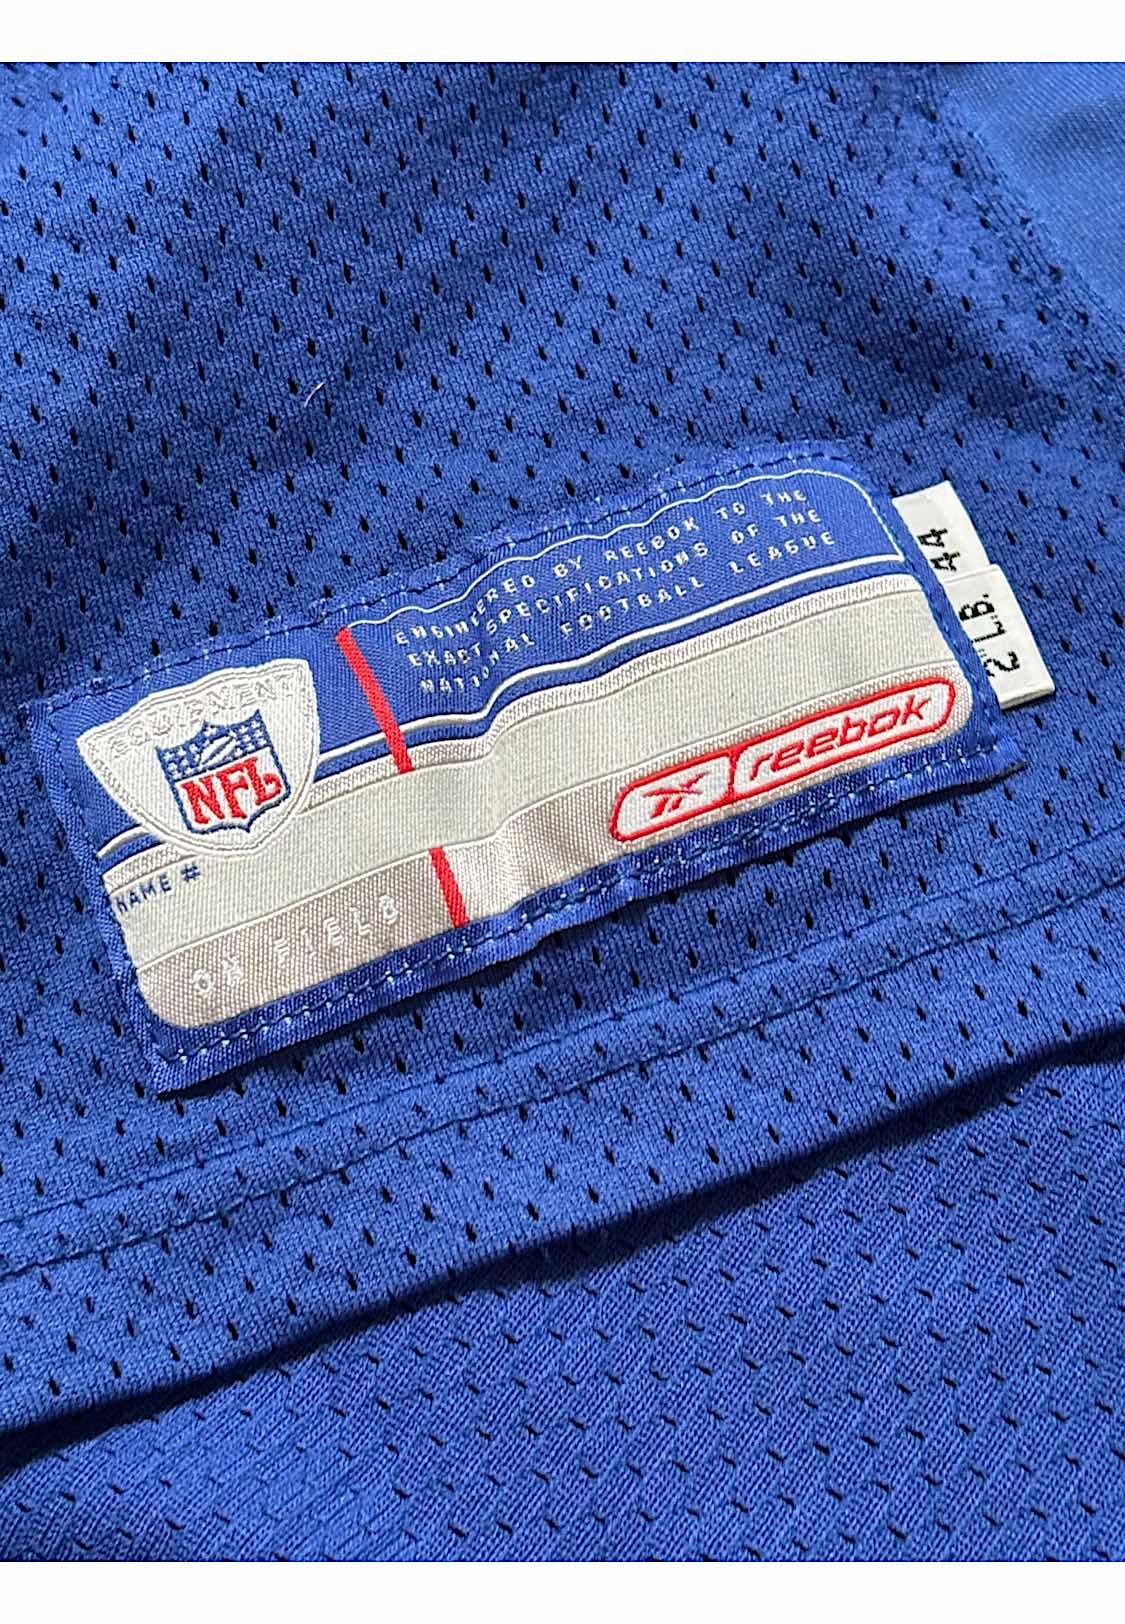 ENGINEERED BY REEBOK TO THE
EXACT SPECIFICATIONS OF THE
NATIONAL FOOTBALL LEAGUE
EQUIPMENT
NFL
reebok
NAME #
ON FIELD
44
2"LB.